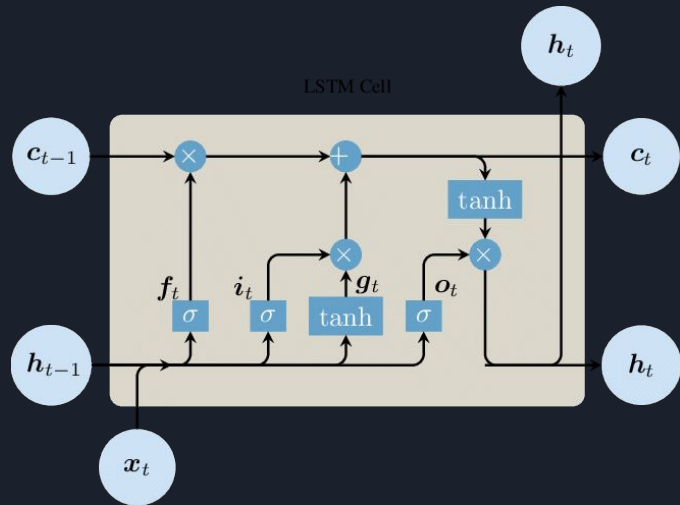 h_t
LSTM Cell
c_{t-1}
×
+
c_t
tanh
×
×
f_t
i_t
g_t
o_t
σ
σ
tanh
σ
h_{t-1}
h_t
x_t